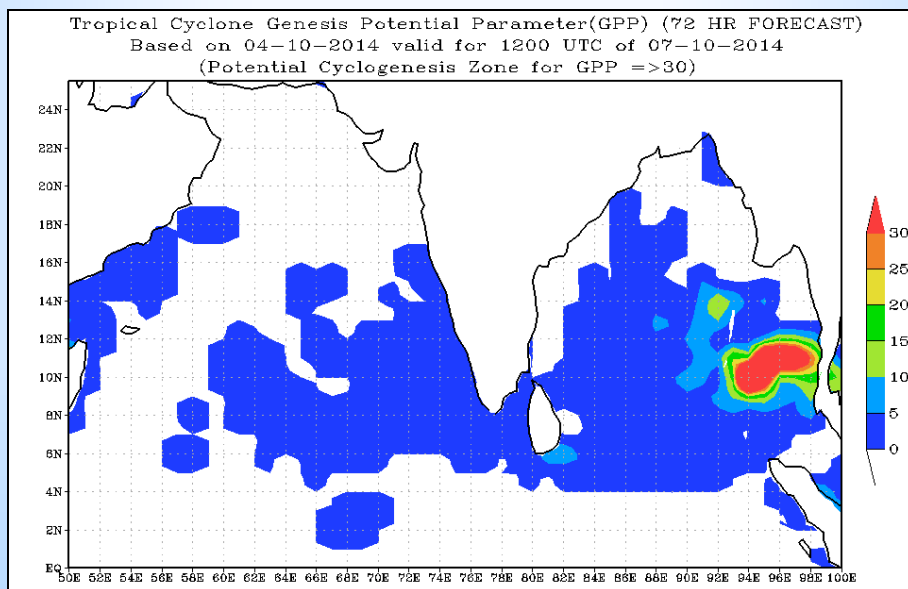 Tropical Cyclone Genesis Potential Parameter(GPP) (72 HR FORECAST)
Based on 04-10-2014 valid for 1200 UTC of 07-10-2014
(Potential Cyclogenesis Zone for GPP =>30)
24N
22N
20N
18N
16N
14N
12N
10N
8N
6N
4N
2N
EQ
50E 52E 54E 56E 58E 60E 62E 64E 66E 68E 70E 72E 74E 76E 78E 80E 82E 84E 86E 88E 90E 92E 94E 96E 98E 100E
30
25
20
15
10
5
0